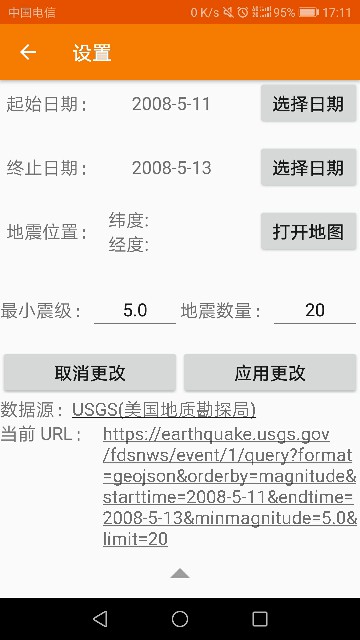 中国电信 0 K/s 95% 17:11
设置
起始日期: 2008-5-11 选择日期
终止日期: 2008-5-13 选择日期
地震位置: 纬度: 经度: 打开地图
最小震级: 5.0 地震数量: 20
取消更改 应用更改
数据源: USGS(美国地质勘探局)
当前 URL: https://earthquake.usgs.gov
/fdsnws/event/1/query?format
=geojson&orderby=magnitude&
starttime=2008-5-11&endtime=
2008-5-13&minmagnitude=5.0&
limit=20